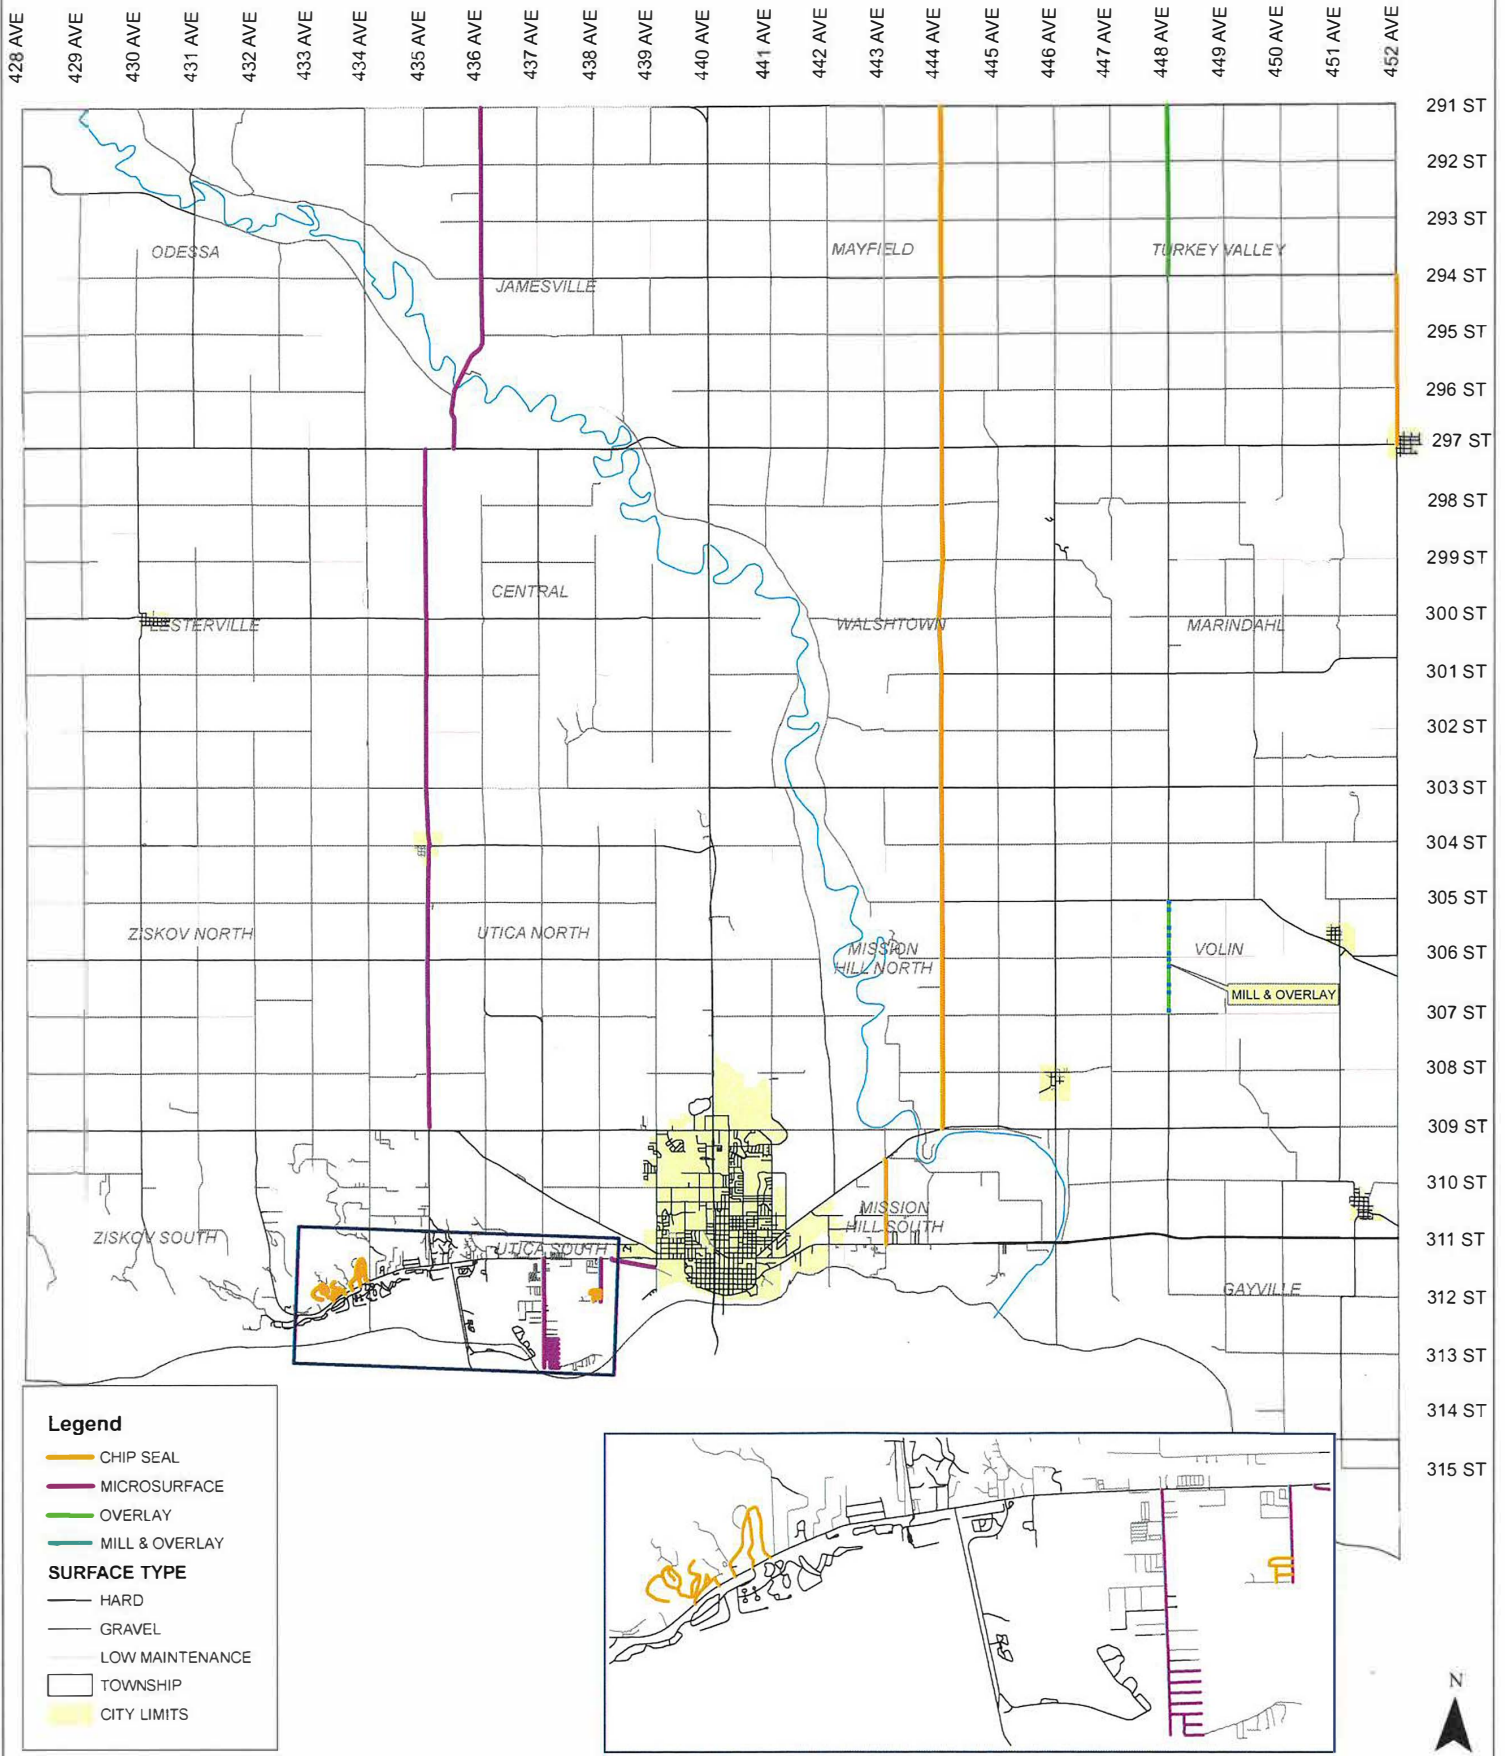 428 AVE
429 AVE
430 AVE
431 AVE
432 AVE
433 AVE
434 AVE
435 AVE
436 AVE
437 AVE
438 AVE
439 AVE
440 AVE
441 AVE
442 AVE
443 AVE
444 AVE
445 AVE
446 AVE
447 AVE
448 AVE
449 AVE
450 AVE
451 AVE
452 AVE
291 ST
292 ST
293 ST
ODESSA
MAYFIELD
TURKEY VALLEY
294 ST
JAMESVILLE
295 ST
296 ST
297 ST
298 ST
299 ST
CENTRAL
300 ST
LESTERVILLE
WALSHTOWN
MARINDAHL
301 ST
302 ST
303 ST
304 ST
305 ST
ZISKOV NORTH
UTICA NORTH
MISSION
HILL NORTH
VOLIN
306 ST
MILL & OVERLAY
307 ST
308 ST
309 ST
310 ST
MISSION
HILL SOUTH
ZISKOV SOUTH
UTICA SOUTH
311 ST
GAYVILLE
312 ST
313 ST
314 ST
315 ST
Legend
CHIP SEAL
MICROSURFACE
OVERLAY
MILL & OVERLAY
SURFACE TYPE
HARD
GRAVEL
LOW MAINTENANCE
TOWNSHIP
CITY LIMITS
N